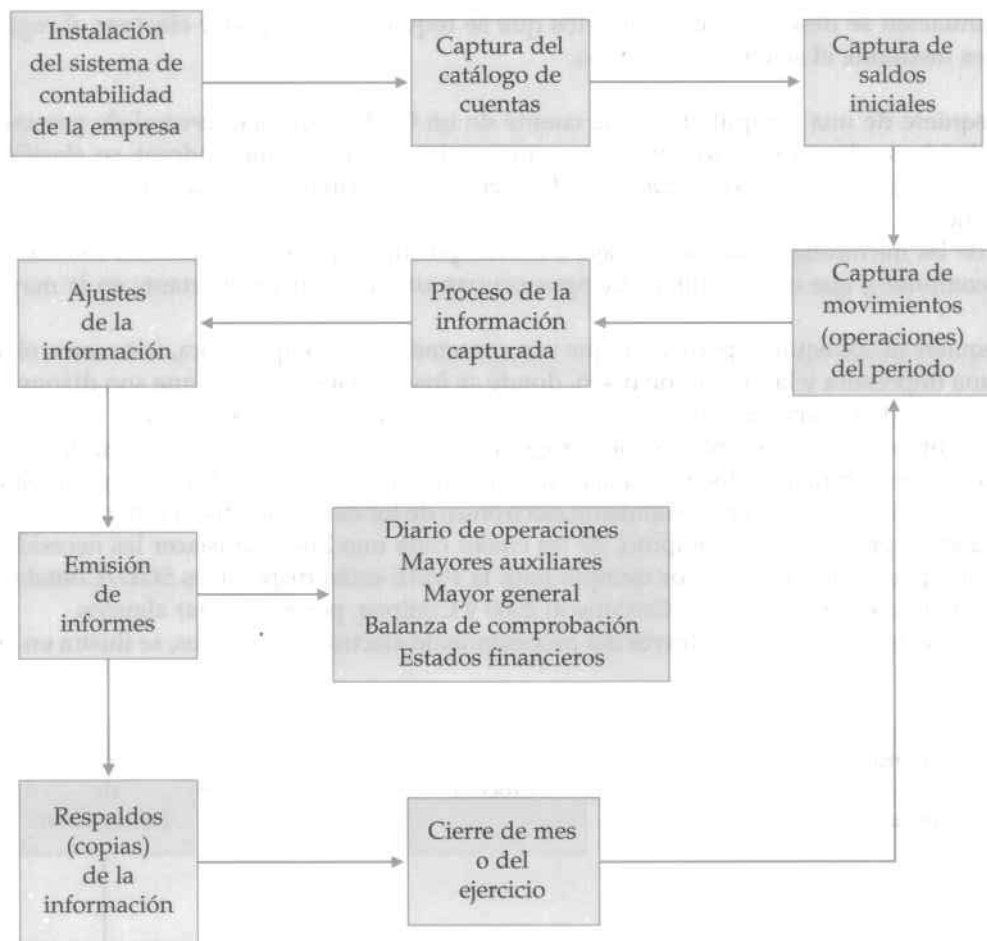 Instalación
del sistema de
contabilidad
de la empresa
Captura del
catálogo de
cuentas
Captura de
saldos
iniciales
Captura de
movimientos
(operaciones)
del periodo
Proceso de la
información
capturada
Ajustes
de la
información
Emisión
de
informes
Diario de operaciones
Mayores auxiliares
Mayor general
Balanza de comprobación
Estados financieros
Respaldos
(copias)
de la
información
Cierre de mes
o del
ejercicio